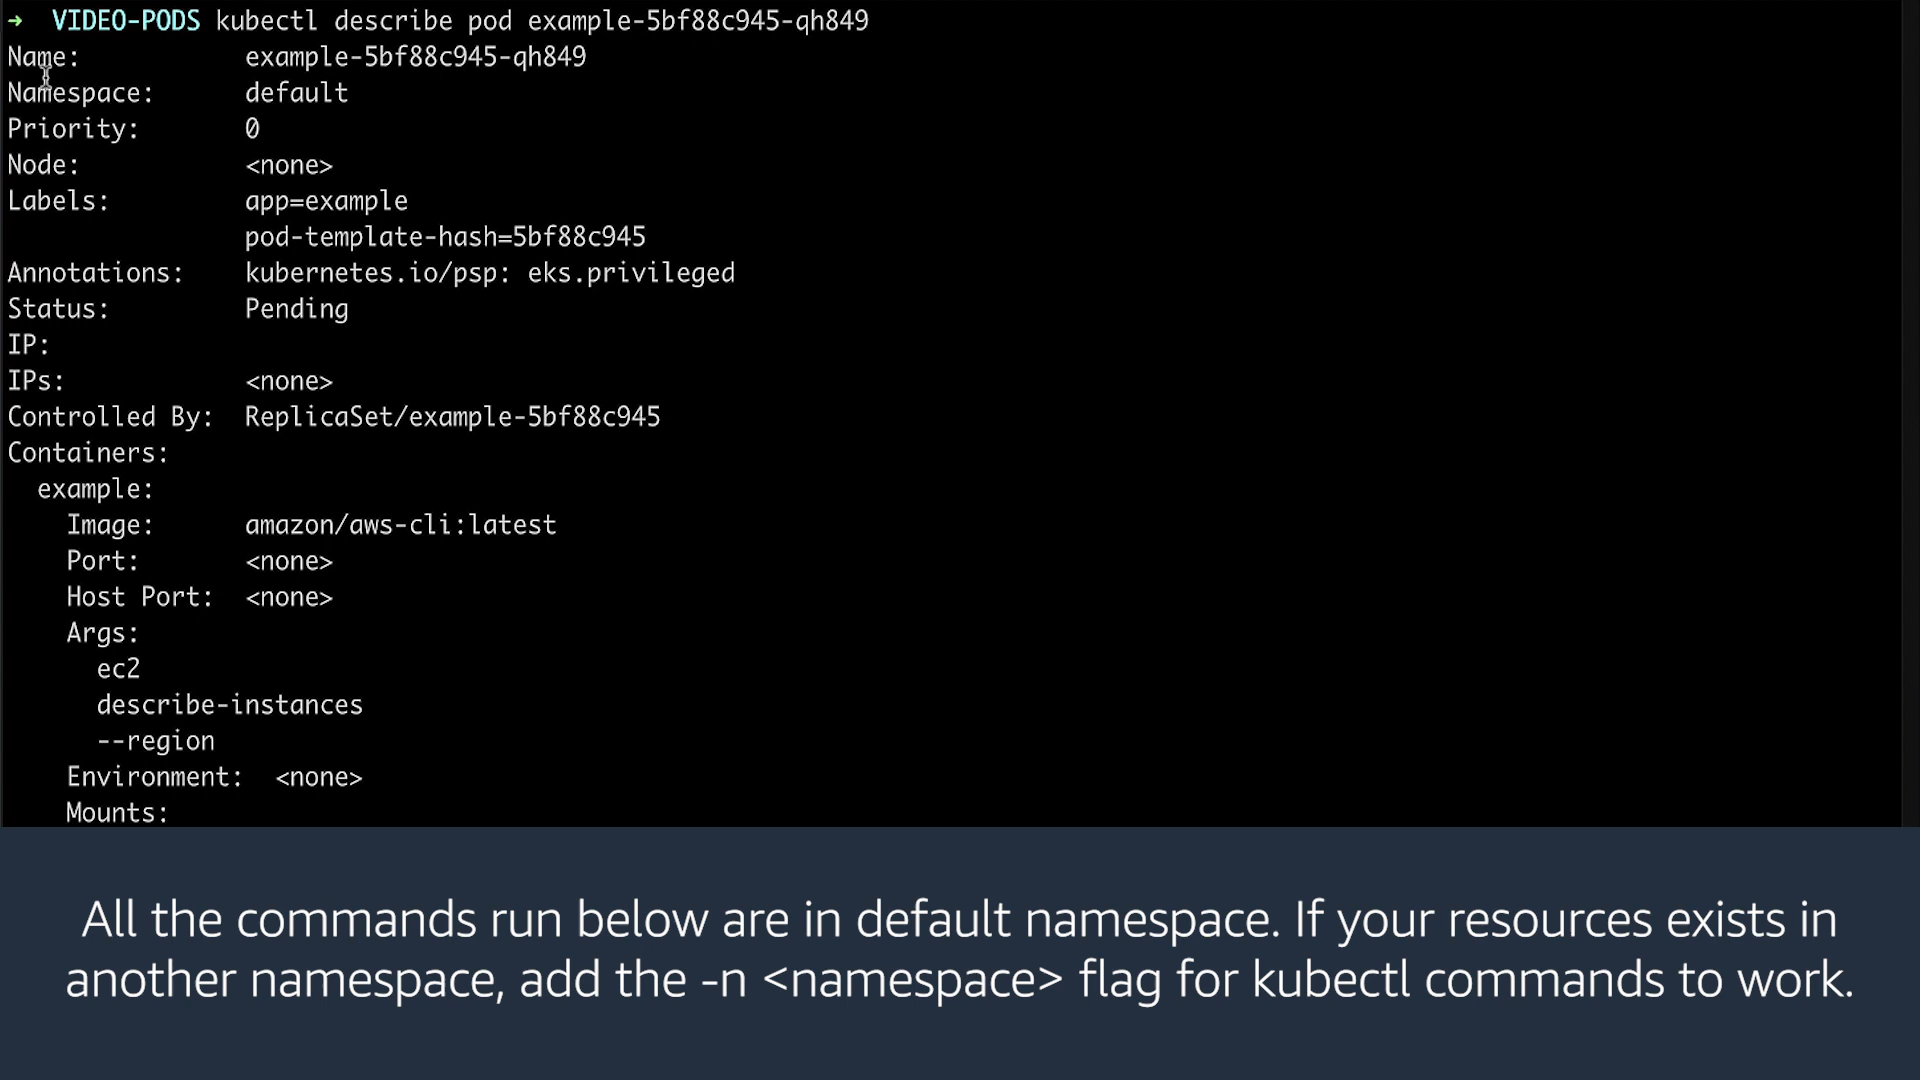 ➜  VIDEO-PODS kubectl describe pod example-5bf88c945-qh849
Name:           example-5bf88c945-qh849
Namespace:      default
Priority:       0
Node:           <none>
Labels:         app=example
                pod-template-hash=5bf88c945
Annotations:    kubernetes.io/psp: eks.privileged
Status:         Pending
IP:
IPs:            <none>
Controlled By:  ReplicaSet/example-5bf88c945
Containers:
  example:
    Image:      amazon/aws-cli:latest
    Port:       <none>
    Host Port:  <none>
    Args:
      ec2
      describe-instances
      --region
    Environment:  <none>
    Mounts:
All the commands run below are in default namespace. If your resources exists in
another namespace, add the -n <namespace> flag for kubectl commands to work.